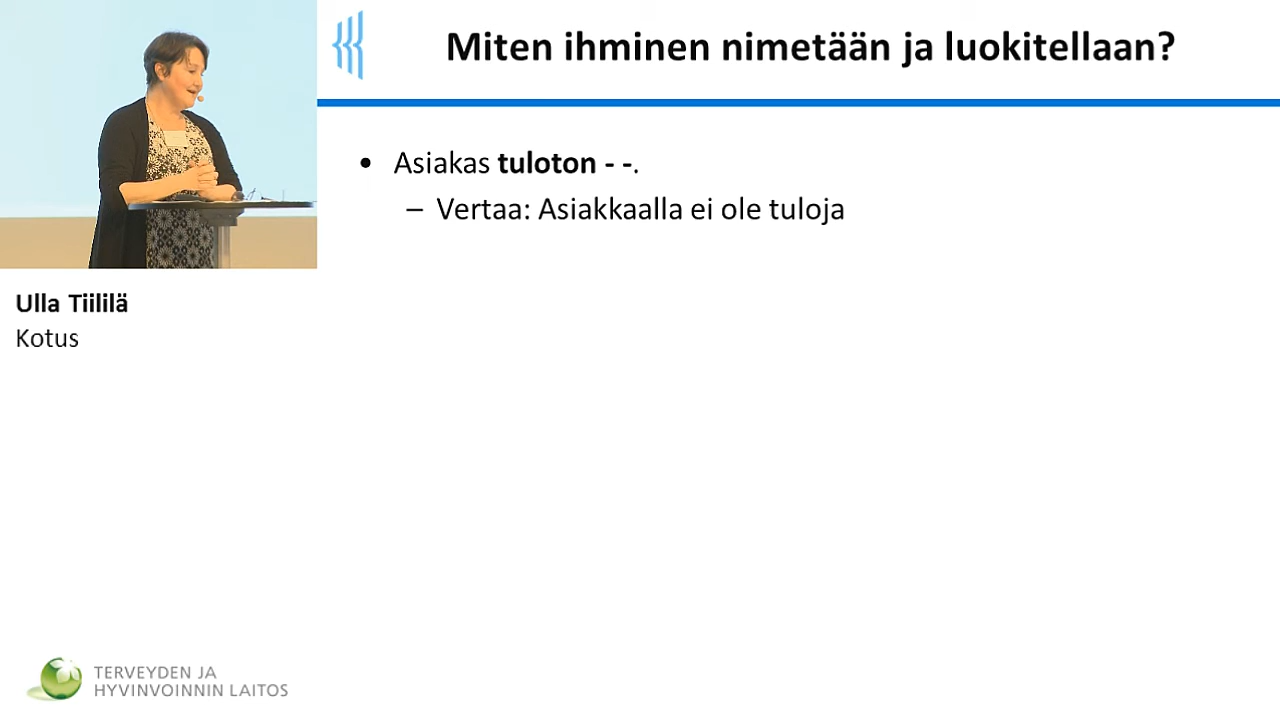 Miten ihminen nimetään ja luokitellaan?
• Asiakas tuloton - -.
– Vertaa: Asiakkaalla ei ole tuloja
Ulla Tiililä
Kotus
TERVEYDEN JA
HYVINVOINNIN LAITOS